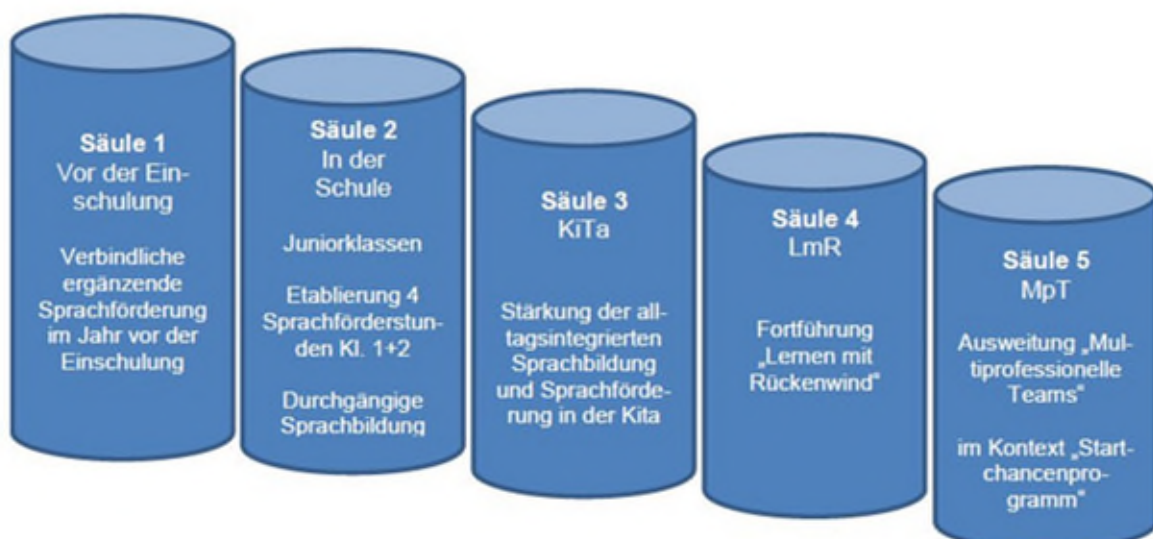 Säule 1
Vor der Ein-
schulung
Verbindliche
ergänzende
Sprachförderung
im Jahr vor der
Einschulung
Säule 2
In der
Schule
Juniorklassen
Etablierung 4
Sprachförderstun-
den Kl. 1+2
Durchgängige
Sprachbildung
Säule 3
KiTa
Stärkung der all-
tagsintegrierten
Sprachbildung
und Sprachförde-
rung in der Kita
Säule 4
LmR
Fortführung
„Lernen mit
Rückenwind“
Säule 5
MpT
Ausweitung „Mul-
tiprofessionelle
Teams“
im Kontext „Start-
chancenpro-
gramm“